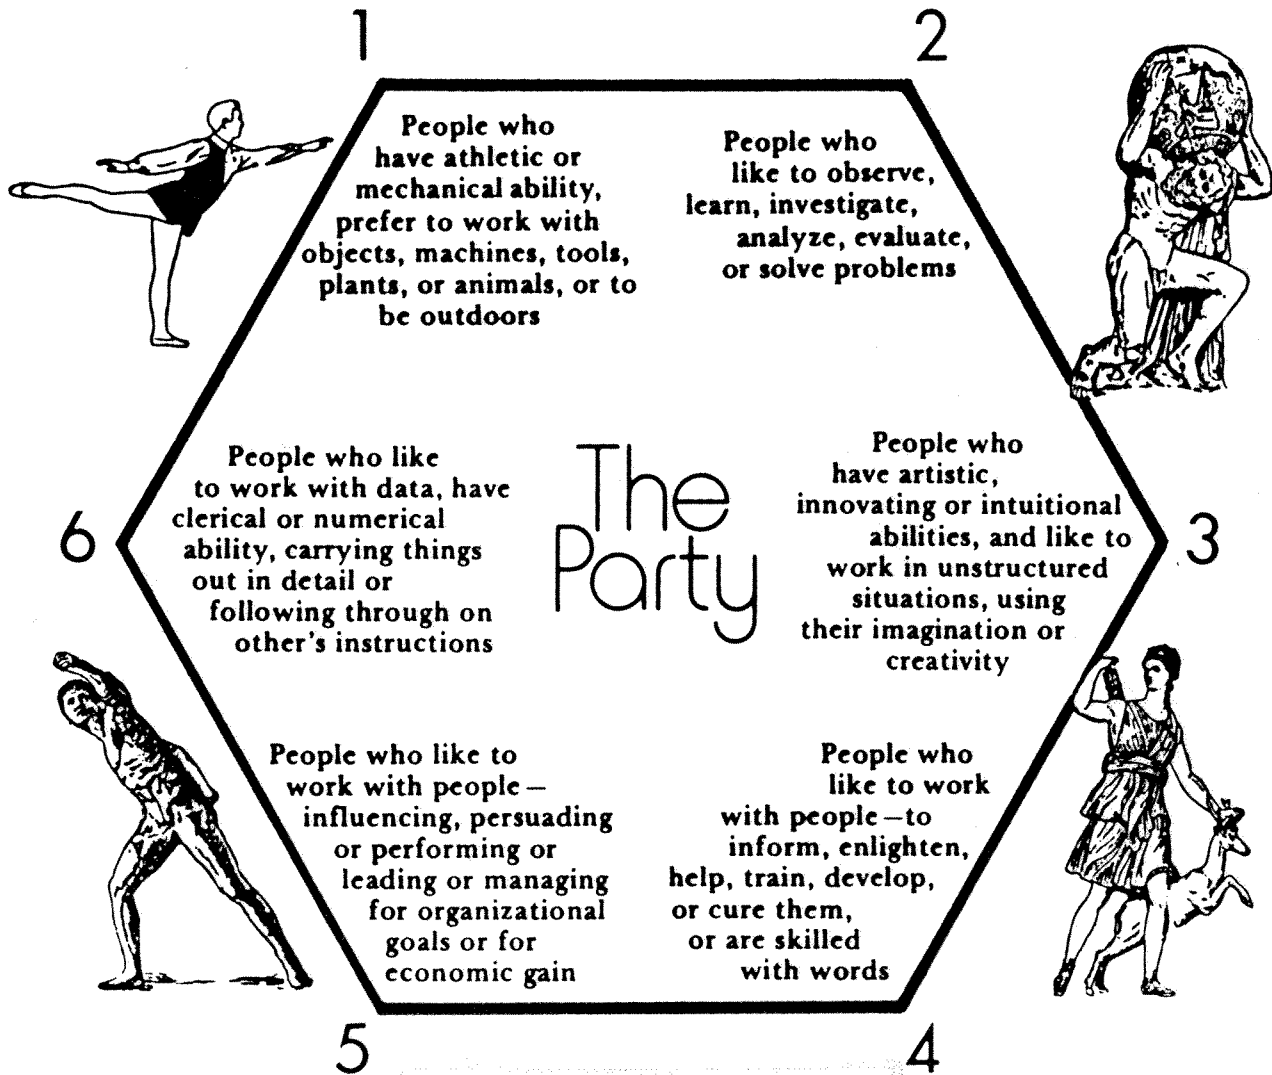 1
People who
have athletic or
mechanical ability,
prefer to work with
objects, machines, tools,
plants, or animals, or to
be outdoors
2
People who
like to observe,
learn, investigate,
analyze, evaluate,
or solve problems
The
Party
3
People who
have artistic,
innovating or intuitional
abilities, and like to
work in unstructured
situations, using
their imagination or
creativity
4
People who
like to work
with people—to
inform, enlighten,
help, train, develop,
or cure them,
or are skilled
with words
5
People who like to
work with people—
influencing, persuading
or performing or
leading or managing
for organizational
goals or for
economic gain
6
People who like
to work with data, have
clerical or numerical
ability, carrying things
out in detail or
following through on
other's instructions